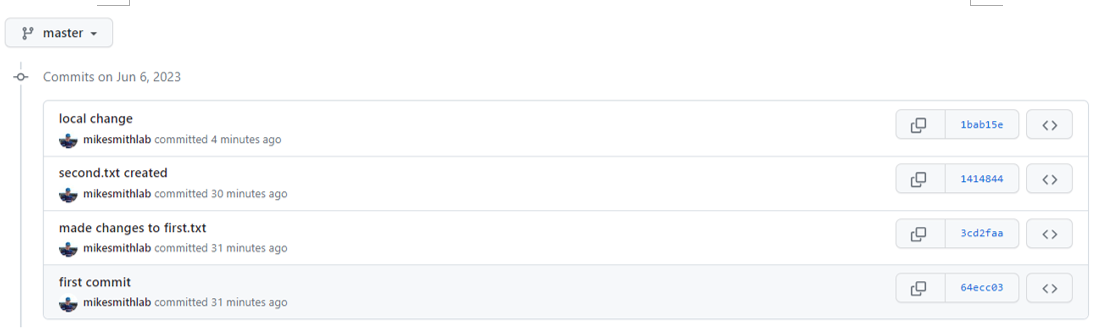 master
Commits on Jun 6, 2023
local change
1bab15e
mikesmithlab committed 4 minutes ago
second.txt created
1414844
mikesmithlab committed 30 minutes ago
made changes to first.txt
3cd2faa
mikesmithlab committed 31 minutes ago
first commit
64ecc03
mikesmithlab committed 31 minutes ago